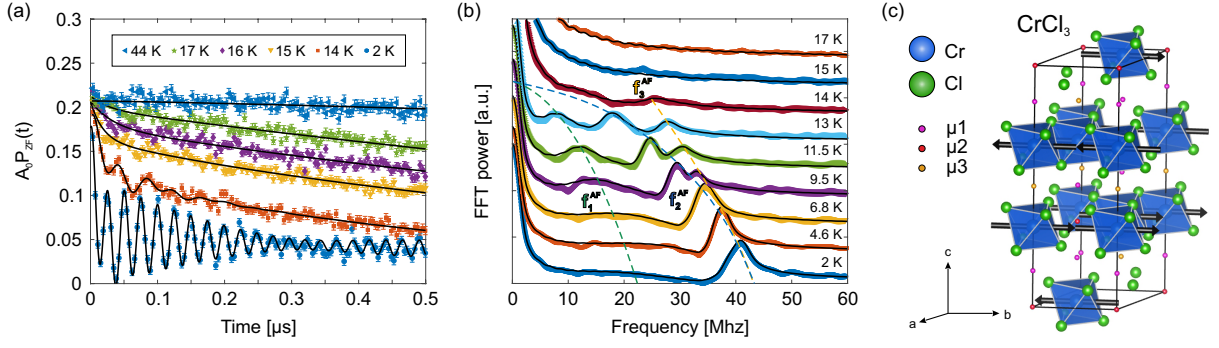 (a)
0.3
0.25
0.2
0.15
0.1
0.05
0
A₀P_ZF(t)
44 K 17 K 16 K 15 K 14 K 2 K
0 0.1 0.2 0.3 0.4 0.5
Time [µs]
(b)
FFT power [a.u.]
17 K
15 K
14 K
13 K
11.5 K
9.5 K
6.8 K
4.6 K
2 K
f₃ᴬᶠ
f₁ᴬᶠ
f₂ᴬᶠ
0 10 20 30 40 50 60
Frequency [Mhz]
(c)
CrCl₃
Cr
Cl
µ1
µ2
µ3
c
a
b